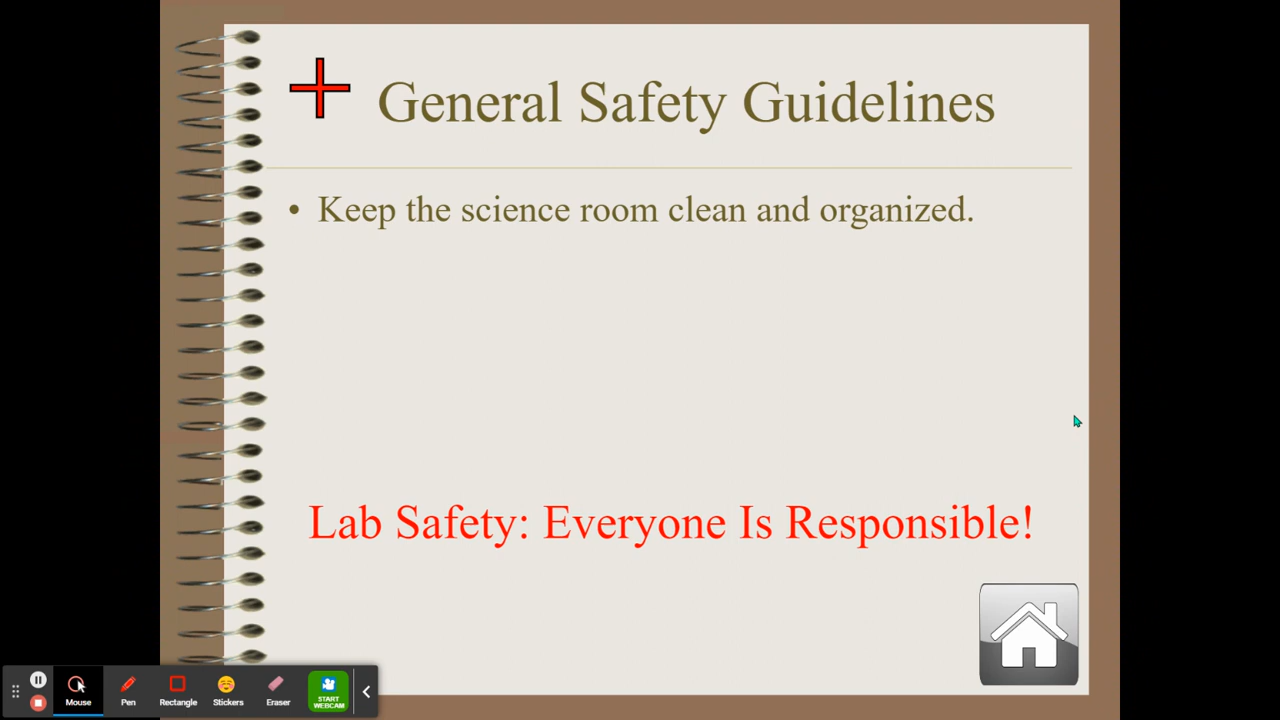 General Safety Guidelines
• Keep the science room clean and organized.
Lab Safety: Everyone Is Responsible!
Mouse
Pen
Rectangle
Stickers
Eraser
START
WEBCAM